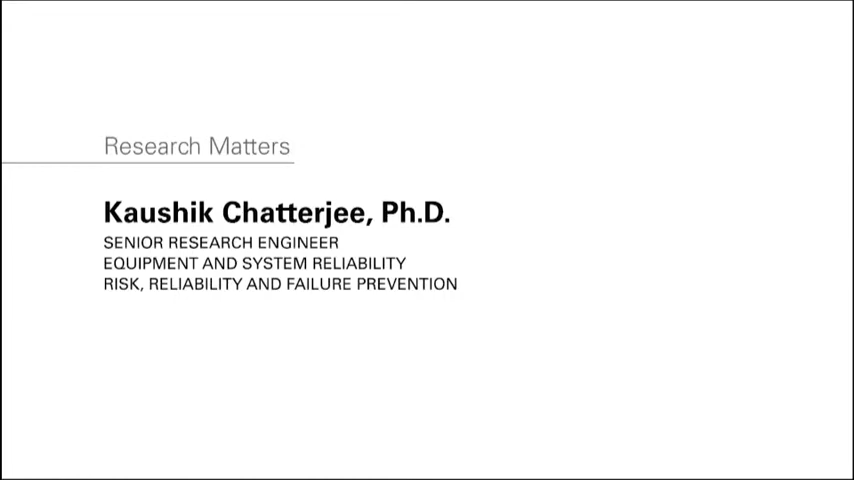 Research Matters
Kaushik Chatterjee, Ph.D.
SENIOR RESEARCH ENGINEER
EQUIPMENT AND SYSTEM RELIABILITY
RISK, RELIABILITY AND FAILURE PREVENTION